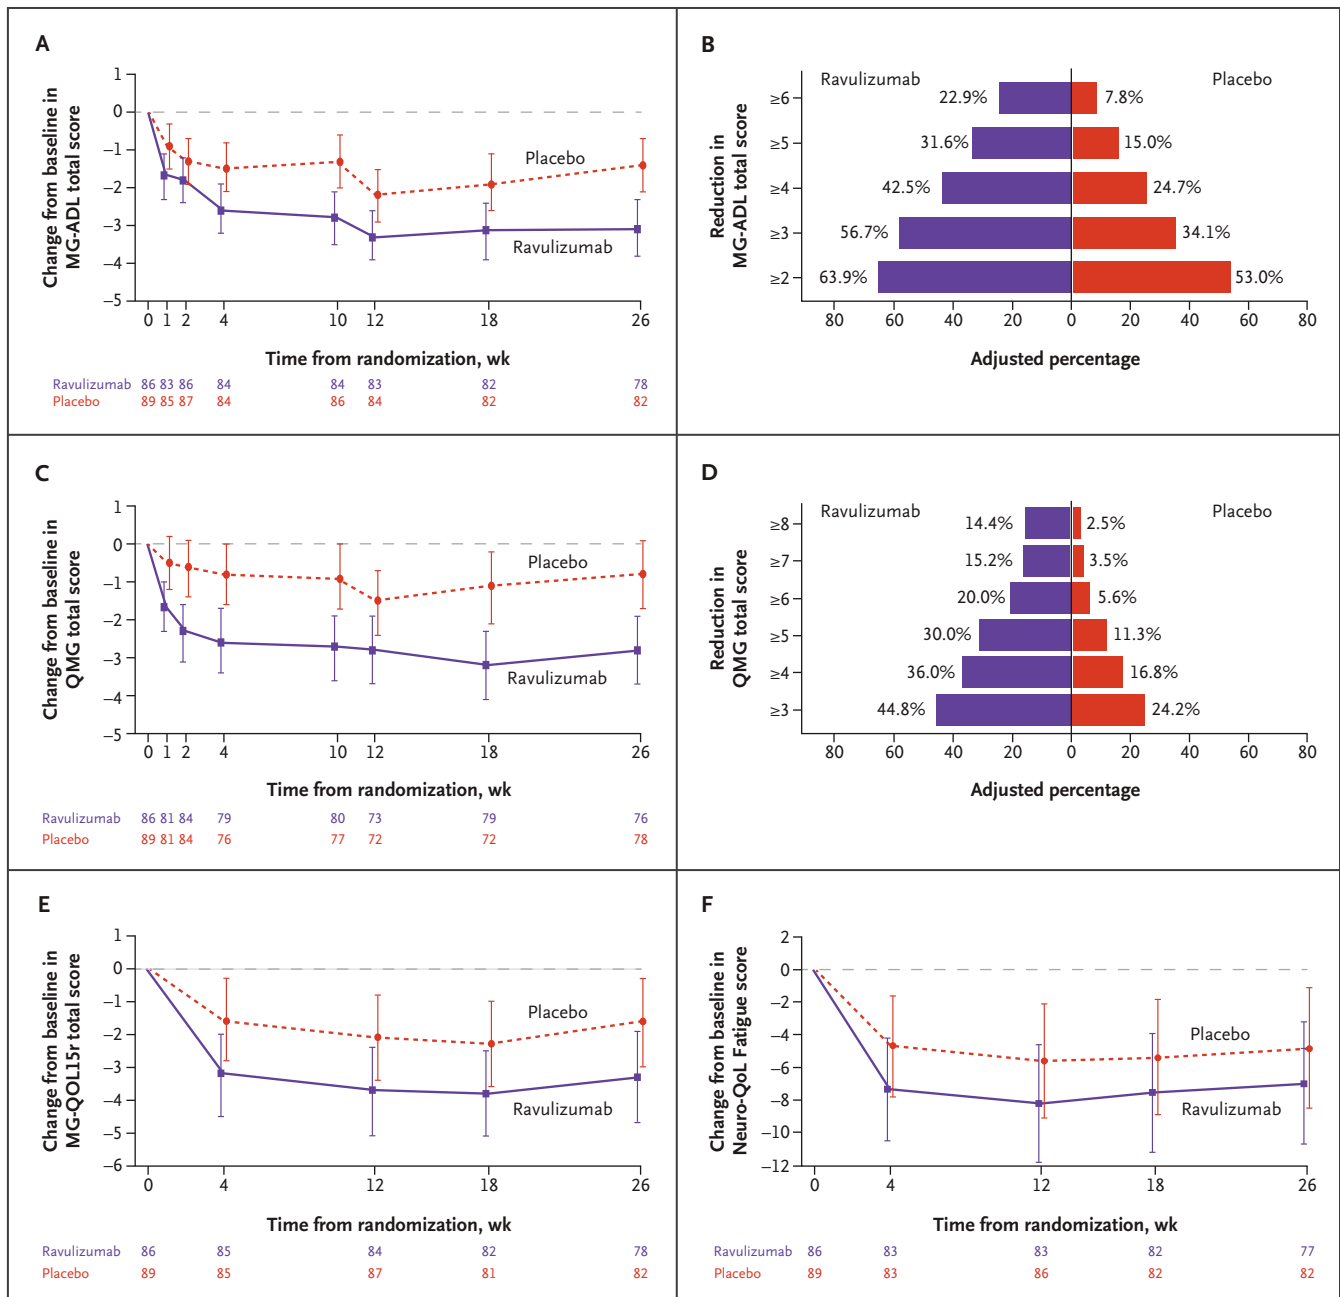 A
Change from baseline in
MG-ADL total score
1
0
−1
−2
−3
−4
−5
Placebo
Ravulizumab
0 1 2 4 10 12 18 26
Time from randomization, wk
Ravulizumab 86 83 86 84 84 83 82 78
Placebo 89 85 87 84 86 84 82 82
B
Reduction in
MG-ADL total score
Ravulizumab Placebo
≥6 22.9% 7.8%
≥5 31.6% 15.0%
≥4 42.5% 24.7%
≥3 56.7% 34.1%
≥2 63.9% 53.0%
80 60 40 20 0 20 40 60 80
Adjusted percentage
C
Change from baseline in
QMG total score
1
0
−1
−2
−3
−4
−5
Placebo
Ravulizumab
0 1 2 4 10 12 18 26
Time from randomization, wk
Ravulizumab 86 81 84 79 80 73 79 76
Placebo 89 81 84 76 77 72 72 78
D
Reduction in
QMG total score
Ravulizumab Placebo
≥8 14.4% 2.5%
≥7 15.2% 3.5%
≥6 20.0% 5.6%
≥5 30.0% 11.3%
≥4 36.0% 16.8%
≥3 44.8% 24.2%
80 60 40 20 0 20 40 60 80
Adjusted percentage
E
Change from baseline in
MG-QOL15r total score
1
0
−1
−2
−3
−4
−5
−6
Placebo
Ravulizumab
0 4 12 18 26
Time from randomization, wk
Ravulizumab 86 85 84 82 78
Placebo 89 85 87 81 82
F
Change from baseline in
Neuro-QoL Fatigue score
2
0
−2
−4
−6
−8
−10
−12
Placebo
Ravulizumab
0 4 12 18 26
Time from randomization, wk
Ravulizumab 86 83 83 82 77
Placebo 89 83 86 82 82